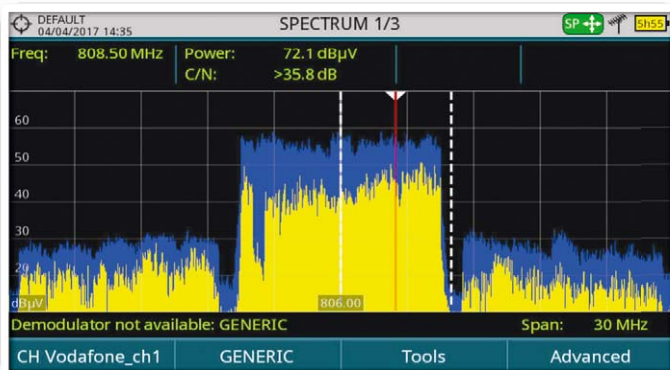 DEFAULT
04/04/2017 14:35
SPECTRUM 1/3
SP
5h55
Freq: 808.50 MHz Power: 72.1 dBµV
C/N: >35.8 dB
60
50
40
30
20
dBµV
806.00
Demodulator not available: GENERIC Span: 30 MHz
CH Vodafone_ch1 GENERIC Tools Advanced